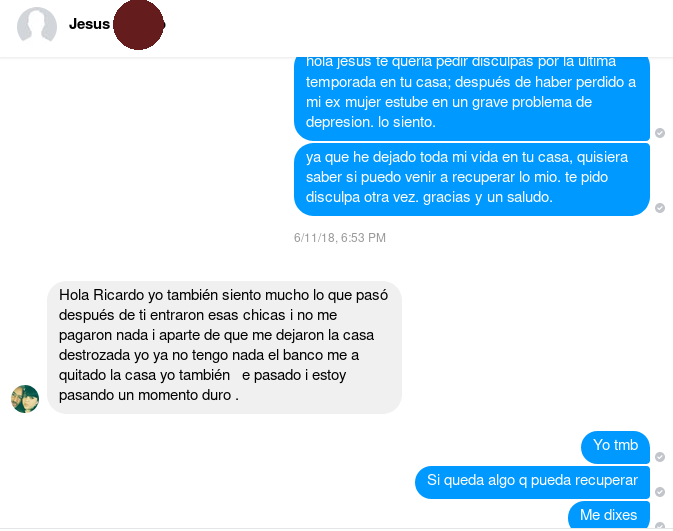 Jesus
hola jesus te queria pedir disculpas por la ultima
temporada en tu casa; después de haber perdido a
mi ex mujer estube en un grave problema de
depresion. lo siento.
ya que he dejado toda mi vida en tu casa, quisiera
saber si puedo venir a recuperar lo mio. te pido
disculpa otra vez. gracias y un saludo.
6/11/18, 6:53 PM
Hola Ricardo yo también siento mucho lo que pasó
después de ti entraron esas chicas i no me
pagaron nada i aparte de que me dejaron la casa
destrozada yo ya no tengo nada el banco me a
quitado la casa yo también e pasado i estoy
pasando un momento duro .
Yo tmb
Si queda algo q pueda recuperar
Me dixes